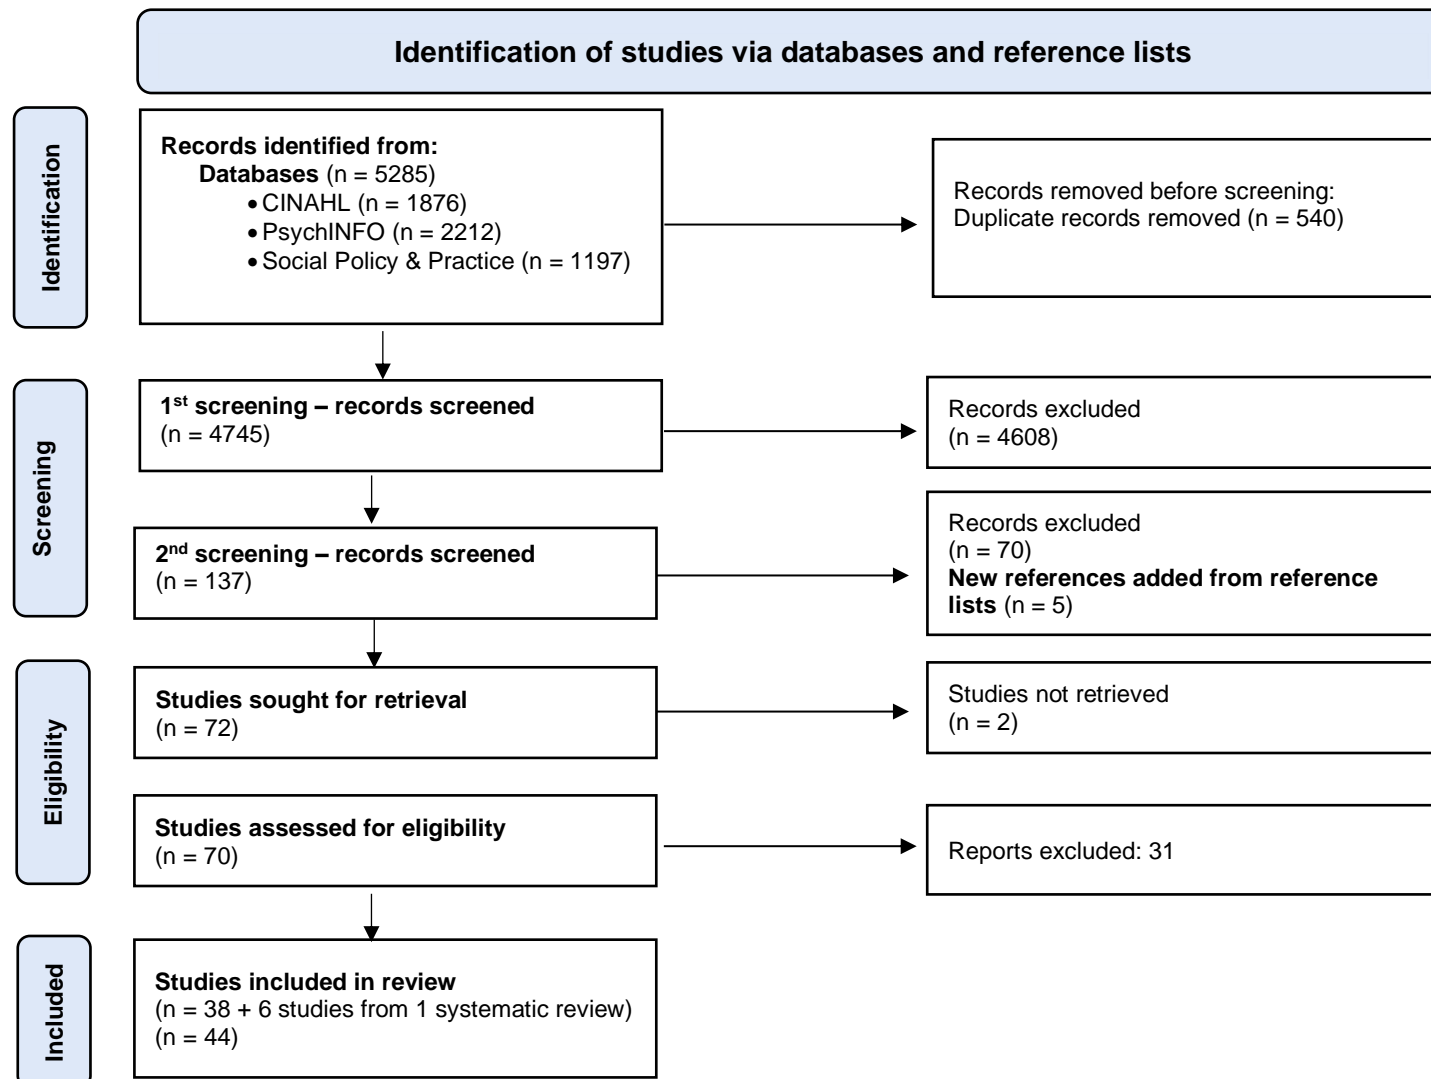 Identification of studies via databases and reference lists
Identification
Records identified from:
Databases (n = 5285)
• CINAHL (n = 1876)
• PsychINFO (n = 2212)
• Social Policy & Practice (n = 1197)
Records removed before screening:
Duplicate records removed (n = 540)
Screening
1st screening – records screened
(n = 4745)
Records excluded
(n = 4608)
2nd screening – records screened
(n = 137)
Records excluded
(n = 70)
New references added from reference
lists (n = 5)
Eligibility
Studies sought for retrieval
(n = 72)
Studies not retrieved
(n = 2)
Studies assessed for eligibility
(n = 70)
Reports excluded: 31
Included
Studies included in review
(n = 38 + 6 studies from 1 systematic review)
(n = 44)